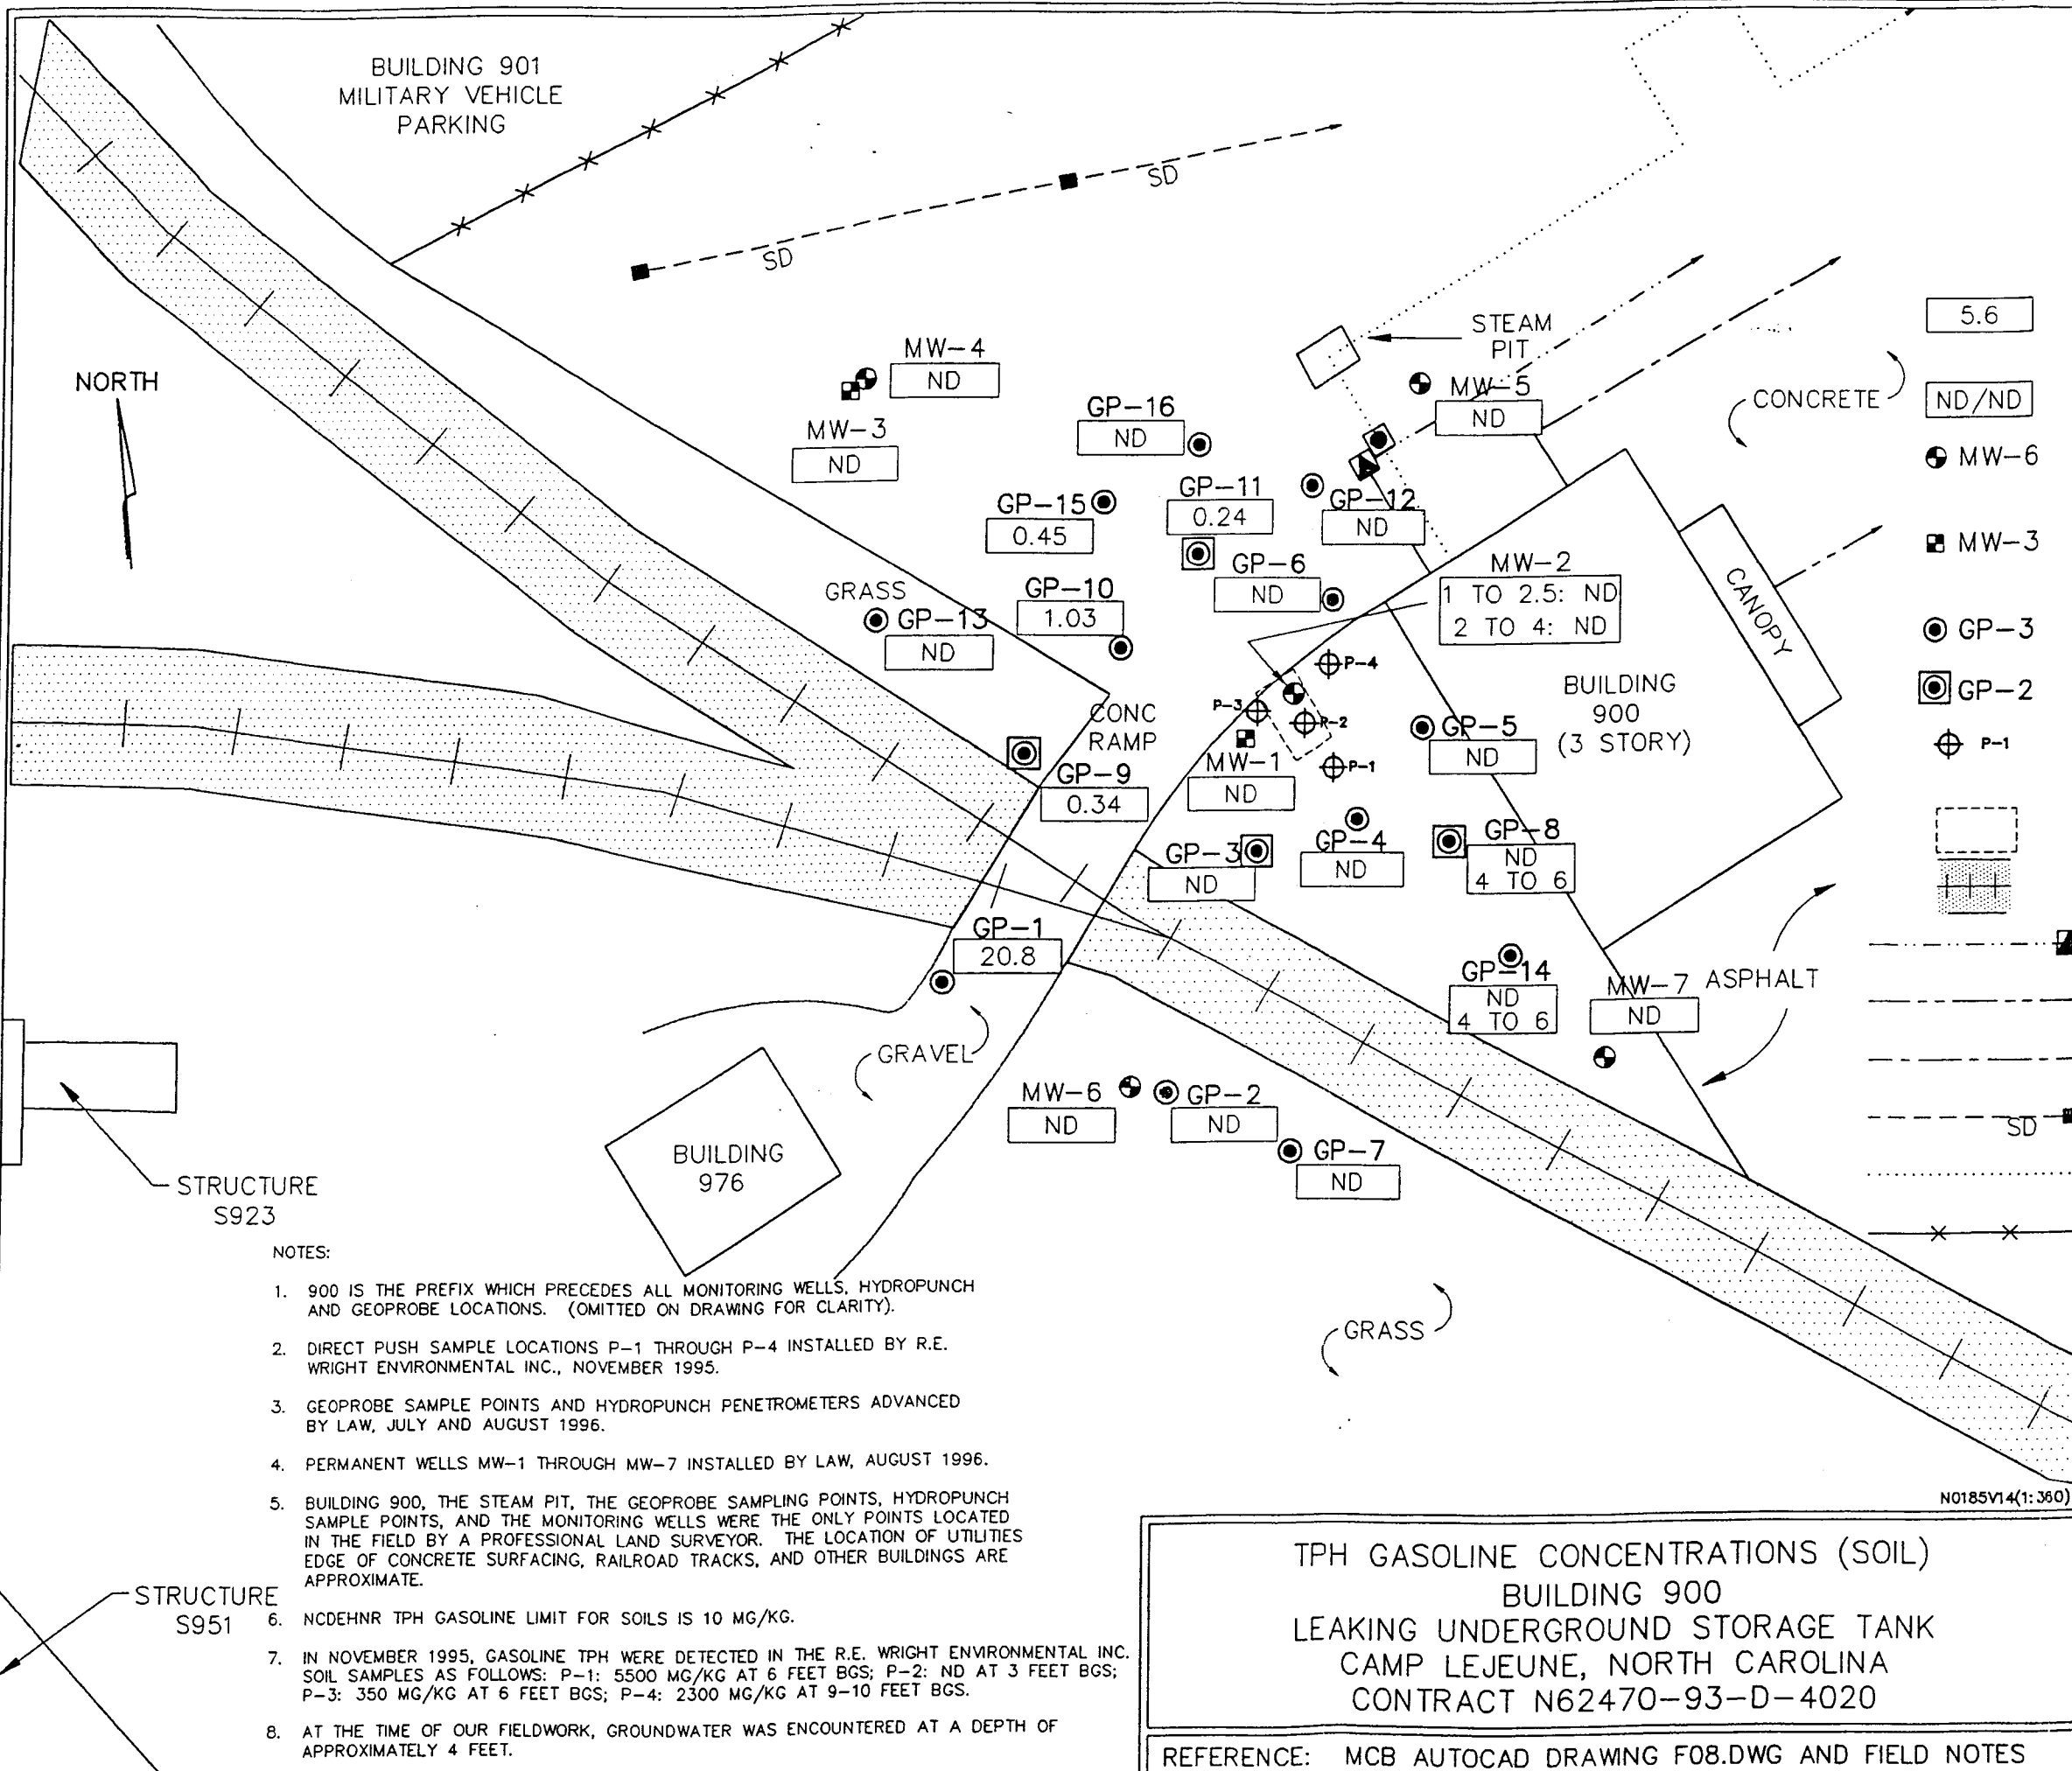 BUILDING 901
MILITARY VEHICLE
PARKING
SD
SD
NORTH
STEAM
PIT
5.6
CONCRETE
ND/ND
MW-6
MW-3
GP-3
GP-2
P-1
MW-4
ND
MW-3
ND
GP-16
ND
MW-5
ND
GP-15
0.45
GP-11
0.24
GP-12
ND
GP-6
ND
MW-2
1 TO 2.5: ND
2 TO 4: ND
CANOPY
GRASS
GP-13
ND
GP-10
1.03
P-4
P-3
P-2
P-1
CONC
RAMP
BUILDING
900
(3 STORY)
GP-5
ND
MW-1
ND
GP-9
0.34
GP-3
ND
GP-4
ND
GP-8
ND
4 TO 6
GP-1
20.8
GP-14
ND
4 TO 6
MW-7
ND
ASPHALT
GRAVEL
MW-6
ND
GP-2
ND
GP-7
ND
SD
BUILDING
976
STRUCTURE
S923
GRASS
STRUCTURE
S951
NOTES:
1. 900 IS THE PREFIX WHICH PRECEDES ALL MONITORING WELLS, HYDROPUNCH
AND GEOPROBE LOCATIONS. (OMITTED ON DRAWING FOR CLARITY).
2. DIRECT PUSH SAMPLE LOCATIONS P-1 THROUGH P-4 INSTALLED BY R.E.
WRIGHT ENVIRONMENTAL INC., NOVEMBER 1995.
3. GEOPROBE SAMPLE POINTS AND HYDROPUNCH PENETROMETERS ADVANCED
BY LAW, JULY AND AUGUST 1996.
4. PERMANENT WELLS MW-1 THROUGH MW-7 INSTALLED BY LAW, AUGUST 1996.
5. BUILDING 900, THE STEAM PIT, THE GEOPROBE SAMPLING POINTS, HYDROPUNCH
SAMPLE POINTS, AND THE MONITORING WELLS WERE THE ONLY POINTS LOCATED
IN THE FIELD BY A PROFESSIONAL LAND SURVEYOR. THE LOCATION OF UTILITIES
EDGE OF CONCRETE SURFACING, RAILROAD TRACKS, AND OTHER BUILDINGS ARE
APPROXIMATE.
6. NCDEHNR TPH GASOLINE LIMIT FOR SOILS IS 10 MG/KG.
7. IN NOVEMBER 1995, GASOLINE TPH WERE DETECTED IN THE R.E. WRIGHT ENVIRONMENTAL INC.
SOIL SAMPLES AS FOLLOWS: P-1: 5500 MG/KG AT 6 FEET BGS; P-2: ND AT 3 FEET BGS;
P-3: 350 MG/KG AT 6 FEET BGS; P-4: 2300 MG/KG AT 9-10 FEET BGS.
8. AT THE TIME OF OUR FIELDWORK, GROUNDWATER WAS ENCOUNTERED AT A DEPTH OF
APPROXIMATELY 4 FEET.
N0185V14(1:360)
TPH GASOLINE CONCENTRATIONS (SOIL)
BUILDING 900
LEAKING UNDERGROUND STORAGE TANK
CAMP LEJEUNE, NORTH CAROLINA
CONTRACT N62470-93-D-4020
REFERENCE: MCB AUTOCAD DRAWING F08.DWG AND FIELD NOTES